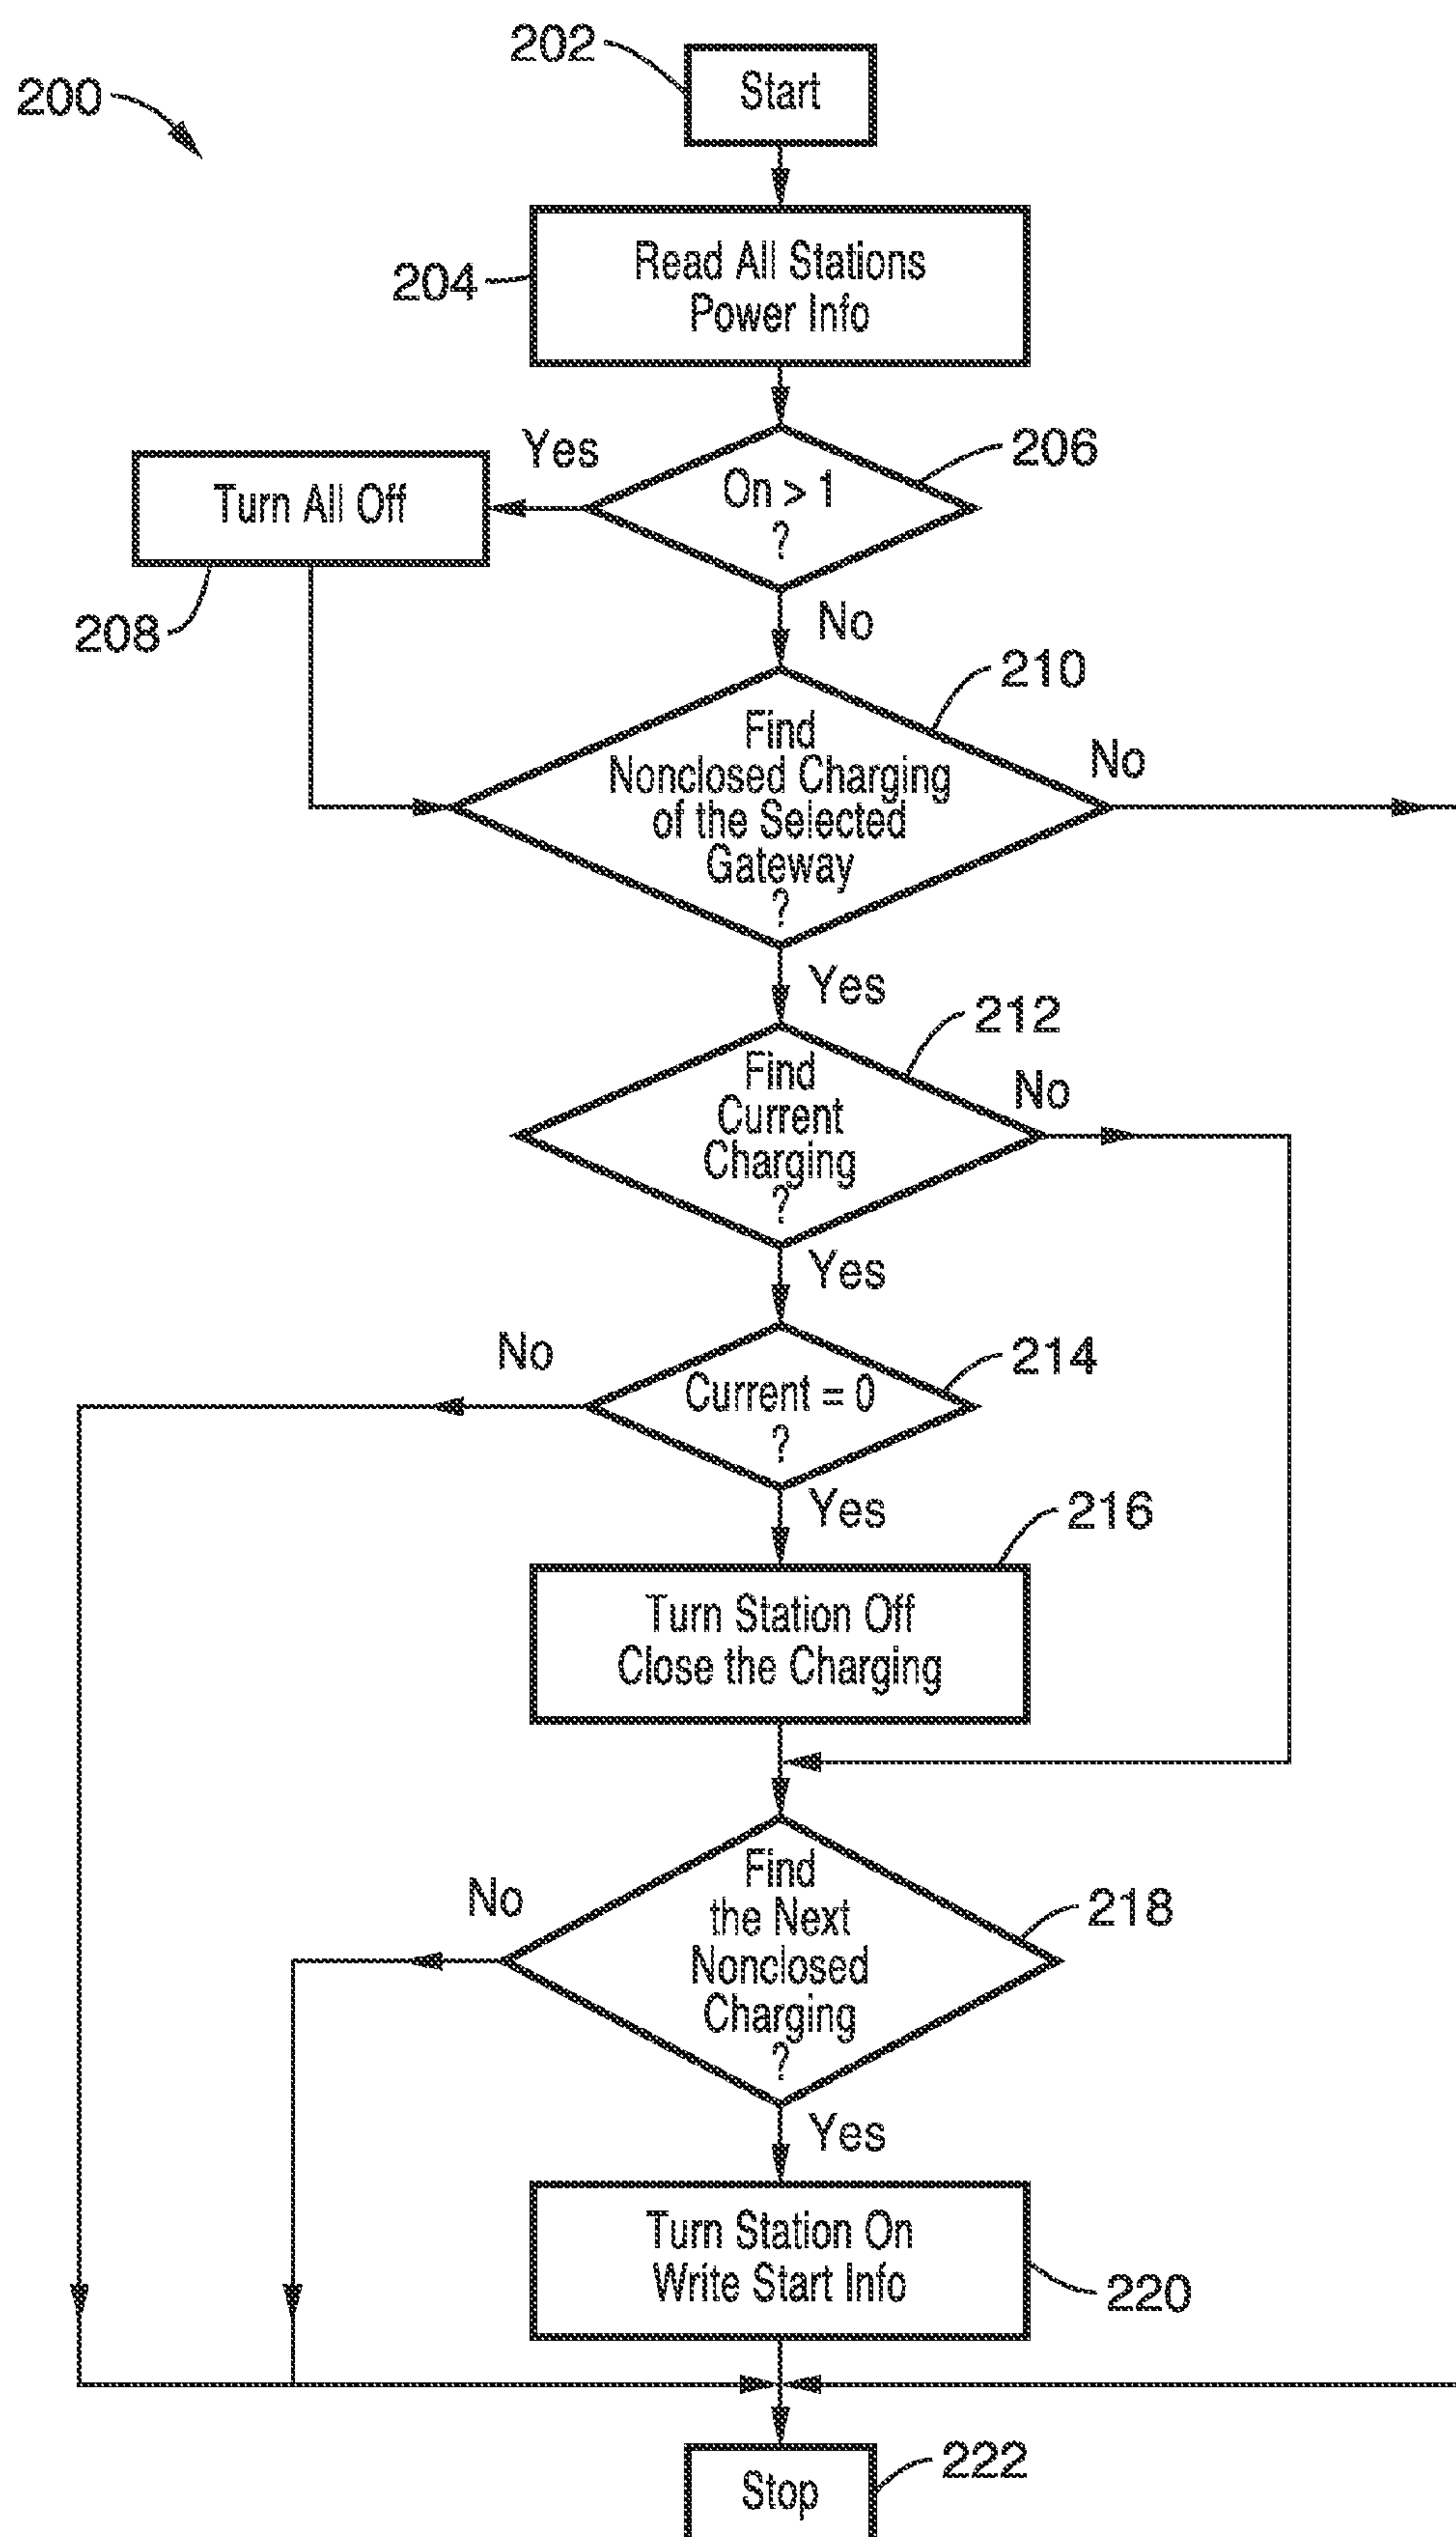 202
Start
200
Read All Stations
Power Info
204
Yes
206
On > 1
?
Turn All Off
208
No
210
Find
Nonclosed Charging
of the Selected
Gateway
?
No
Yes
212
Find
Current
Charging
?
No
Yes
No
214
Current = 0
?
Yes
216
Turn Station Off
Close the Charging
Find
the Next
Nonclosed
Charging
?
No
218
Yes
Turn Station On
Write Start Info
220
222
Stop